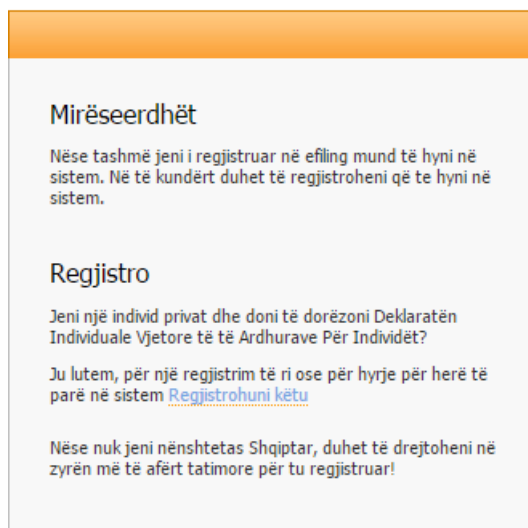 Mirëseerdhët
Nëse tashmë jeni i regjistruar në efiling mund të hyni në
sistem. Në të kundërt duhet të regjistroheni që te hyni në
sistem.
Regjistro
Jeni një individ privat dhe doni të dorëzoni Deklaratën
Individuale Vjetore të të Ardhurave Për Individët?
Ju lutem, për një regjistrim të ri ose për hyrje për herë të
parë në sistem Regjistrohuni këtu
Nëse nuk jeni nënshtetas Shqiptar, duhet të drejtoheni në
zyrën më të afërt tatimore për tu regjistruar!